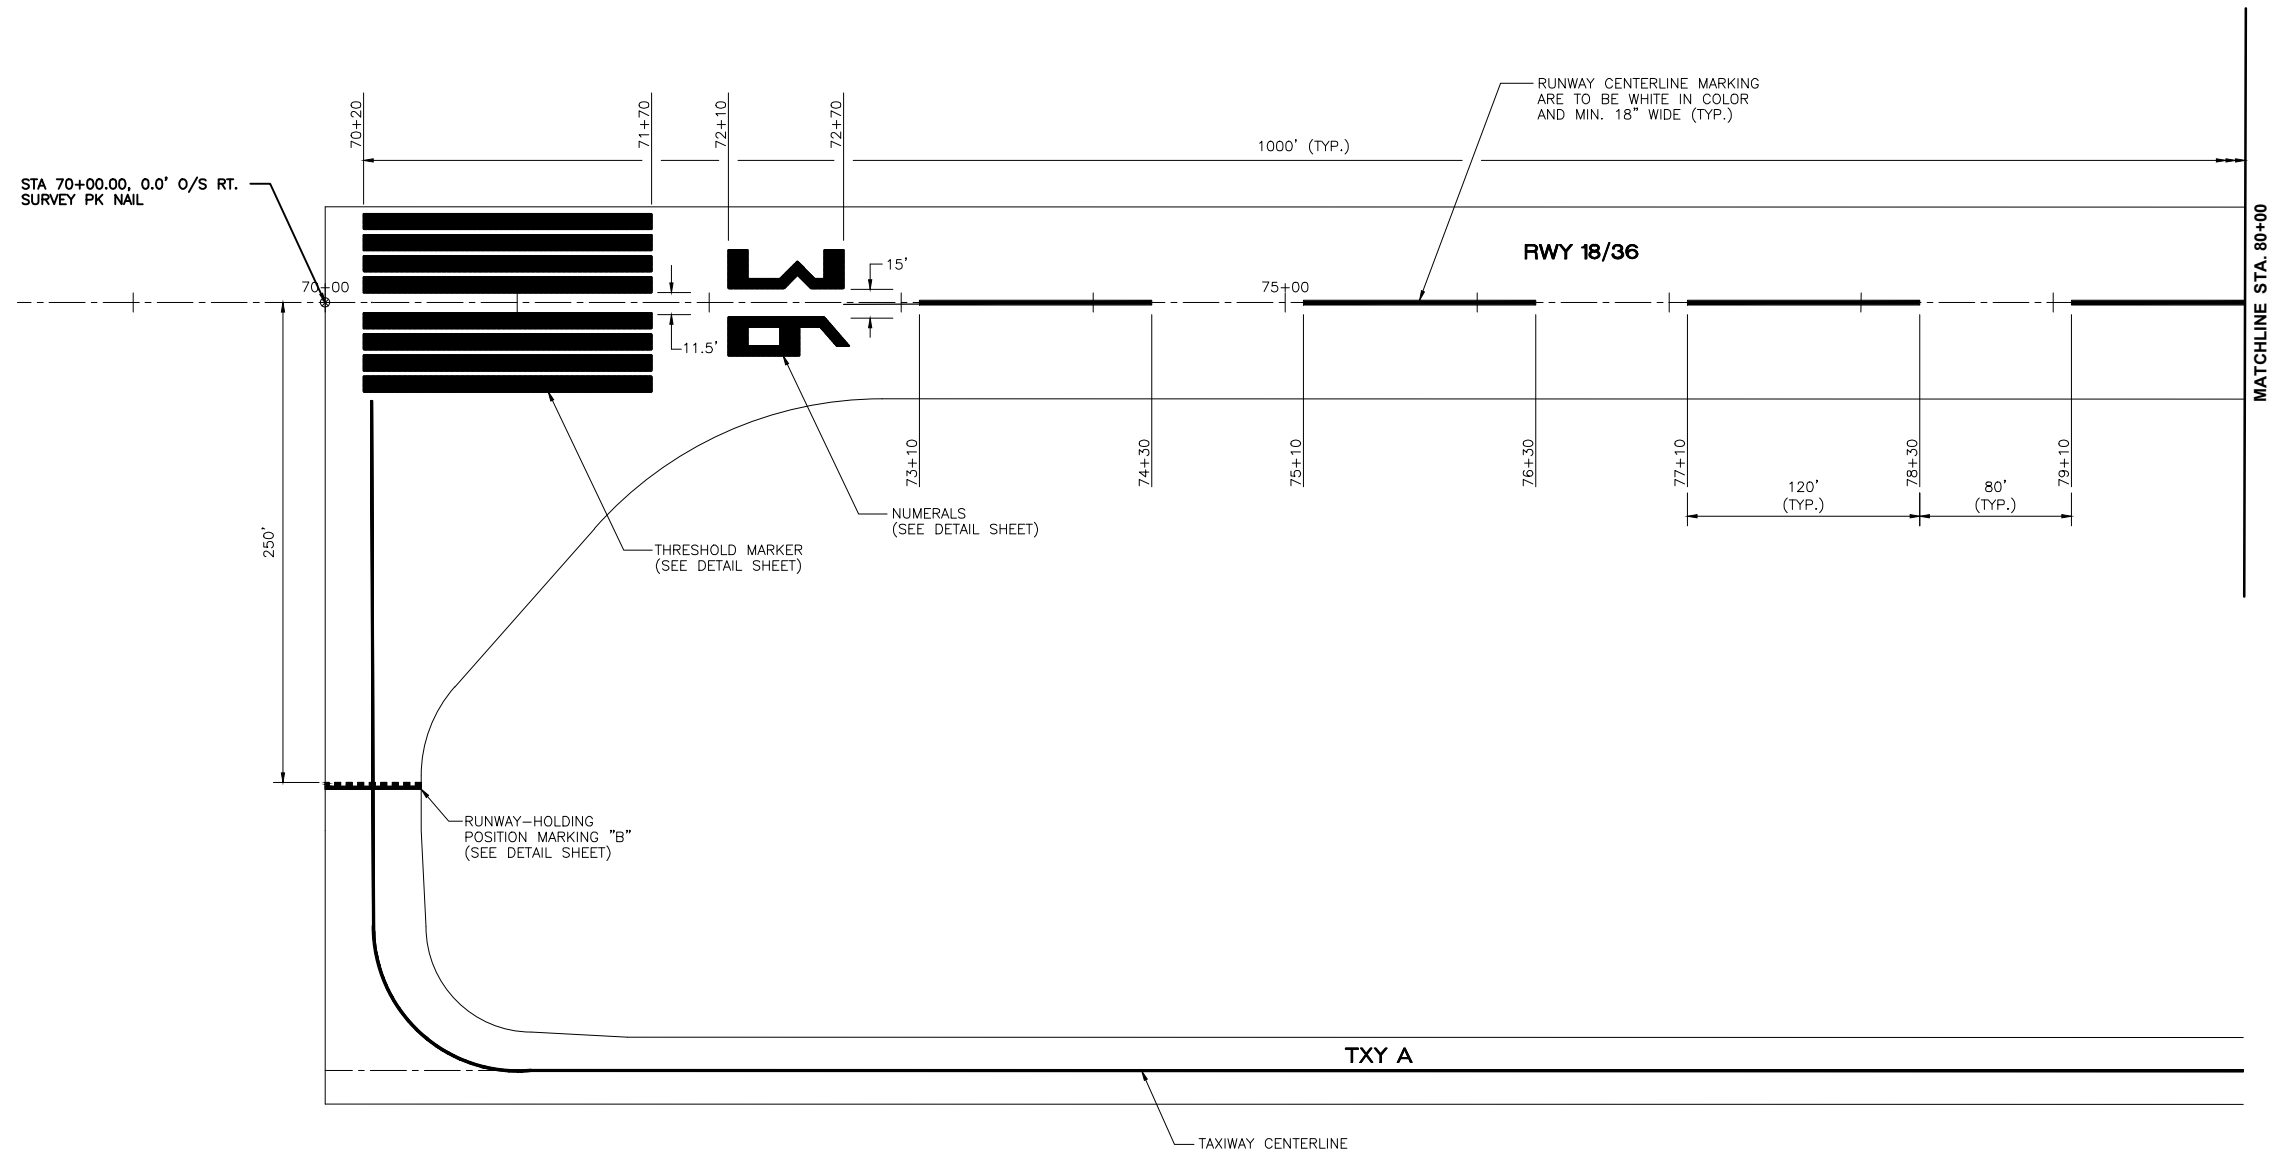 RUNWAY CENTERLINE MARKING
ARE TO BE WHITE IN COLOR
AND MIN. 18" WIDE (TYP.)
70+20
71+70
72+10
72+70
1000' (TYP.)
STA 70+00.00, 0.0' O/S RT.
SURVEY PK NAIL
RWY 18/36
MATCHLINE STA. 80+00
15'
70+00
75+00
36
11.5'
73+10
74+30
75+10
76+30
77+10
78+30
79+10
120'
(TYP.)
80'
(TYP.)
NUMERALS
(SEE DETAIL SHEET)
250'
THRESHOLD MARKER
(SEE DETAIL SHEET)
RUNWAY-HOLDING
POSITION MARKING "B"
(SEE DETAIL SHEET)
TXY A
TAXIWAY CENTERLINE